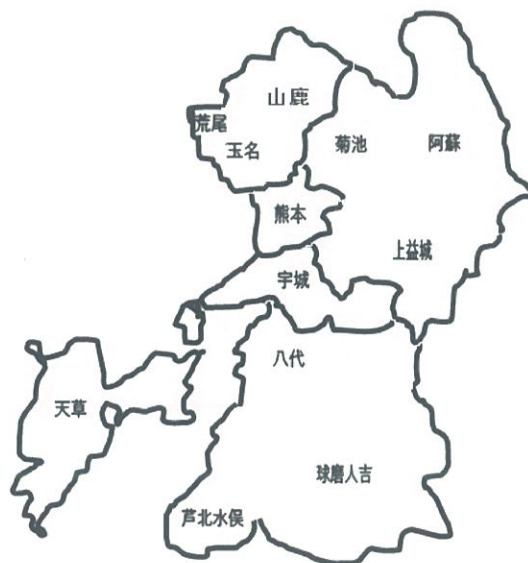 山鹿
荒尾
玉名
菊池
阿蘇
熊本
上益城
宇城
八代
天草
球磨人吉
芦北水俣